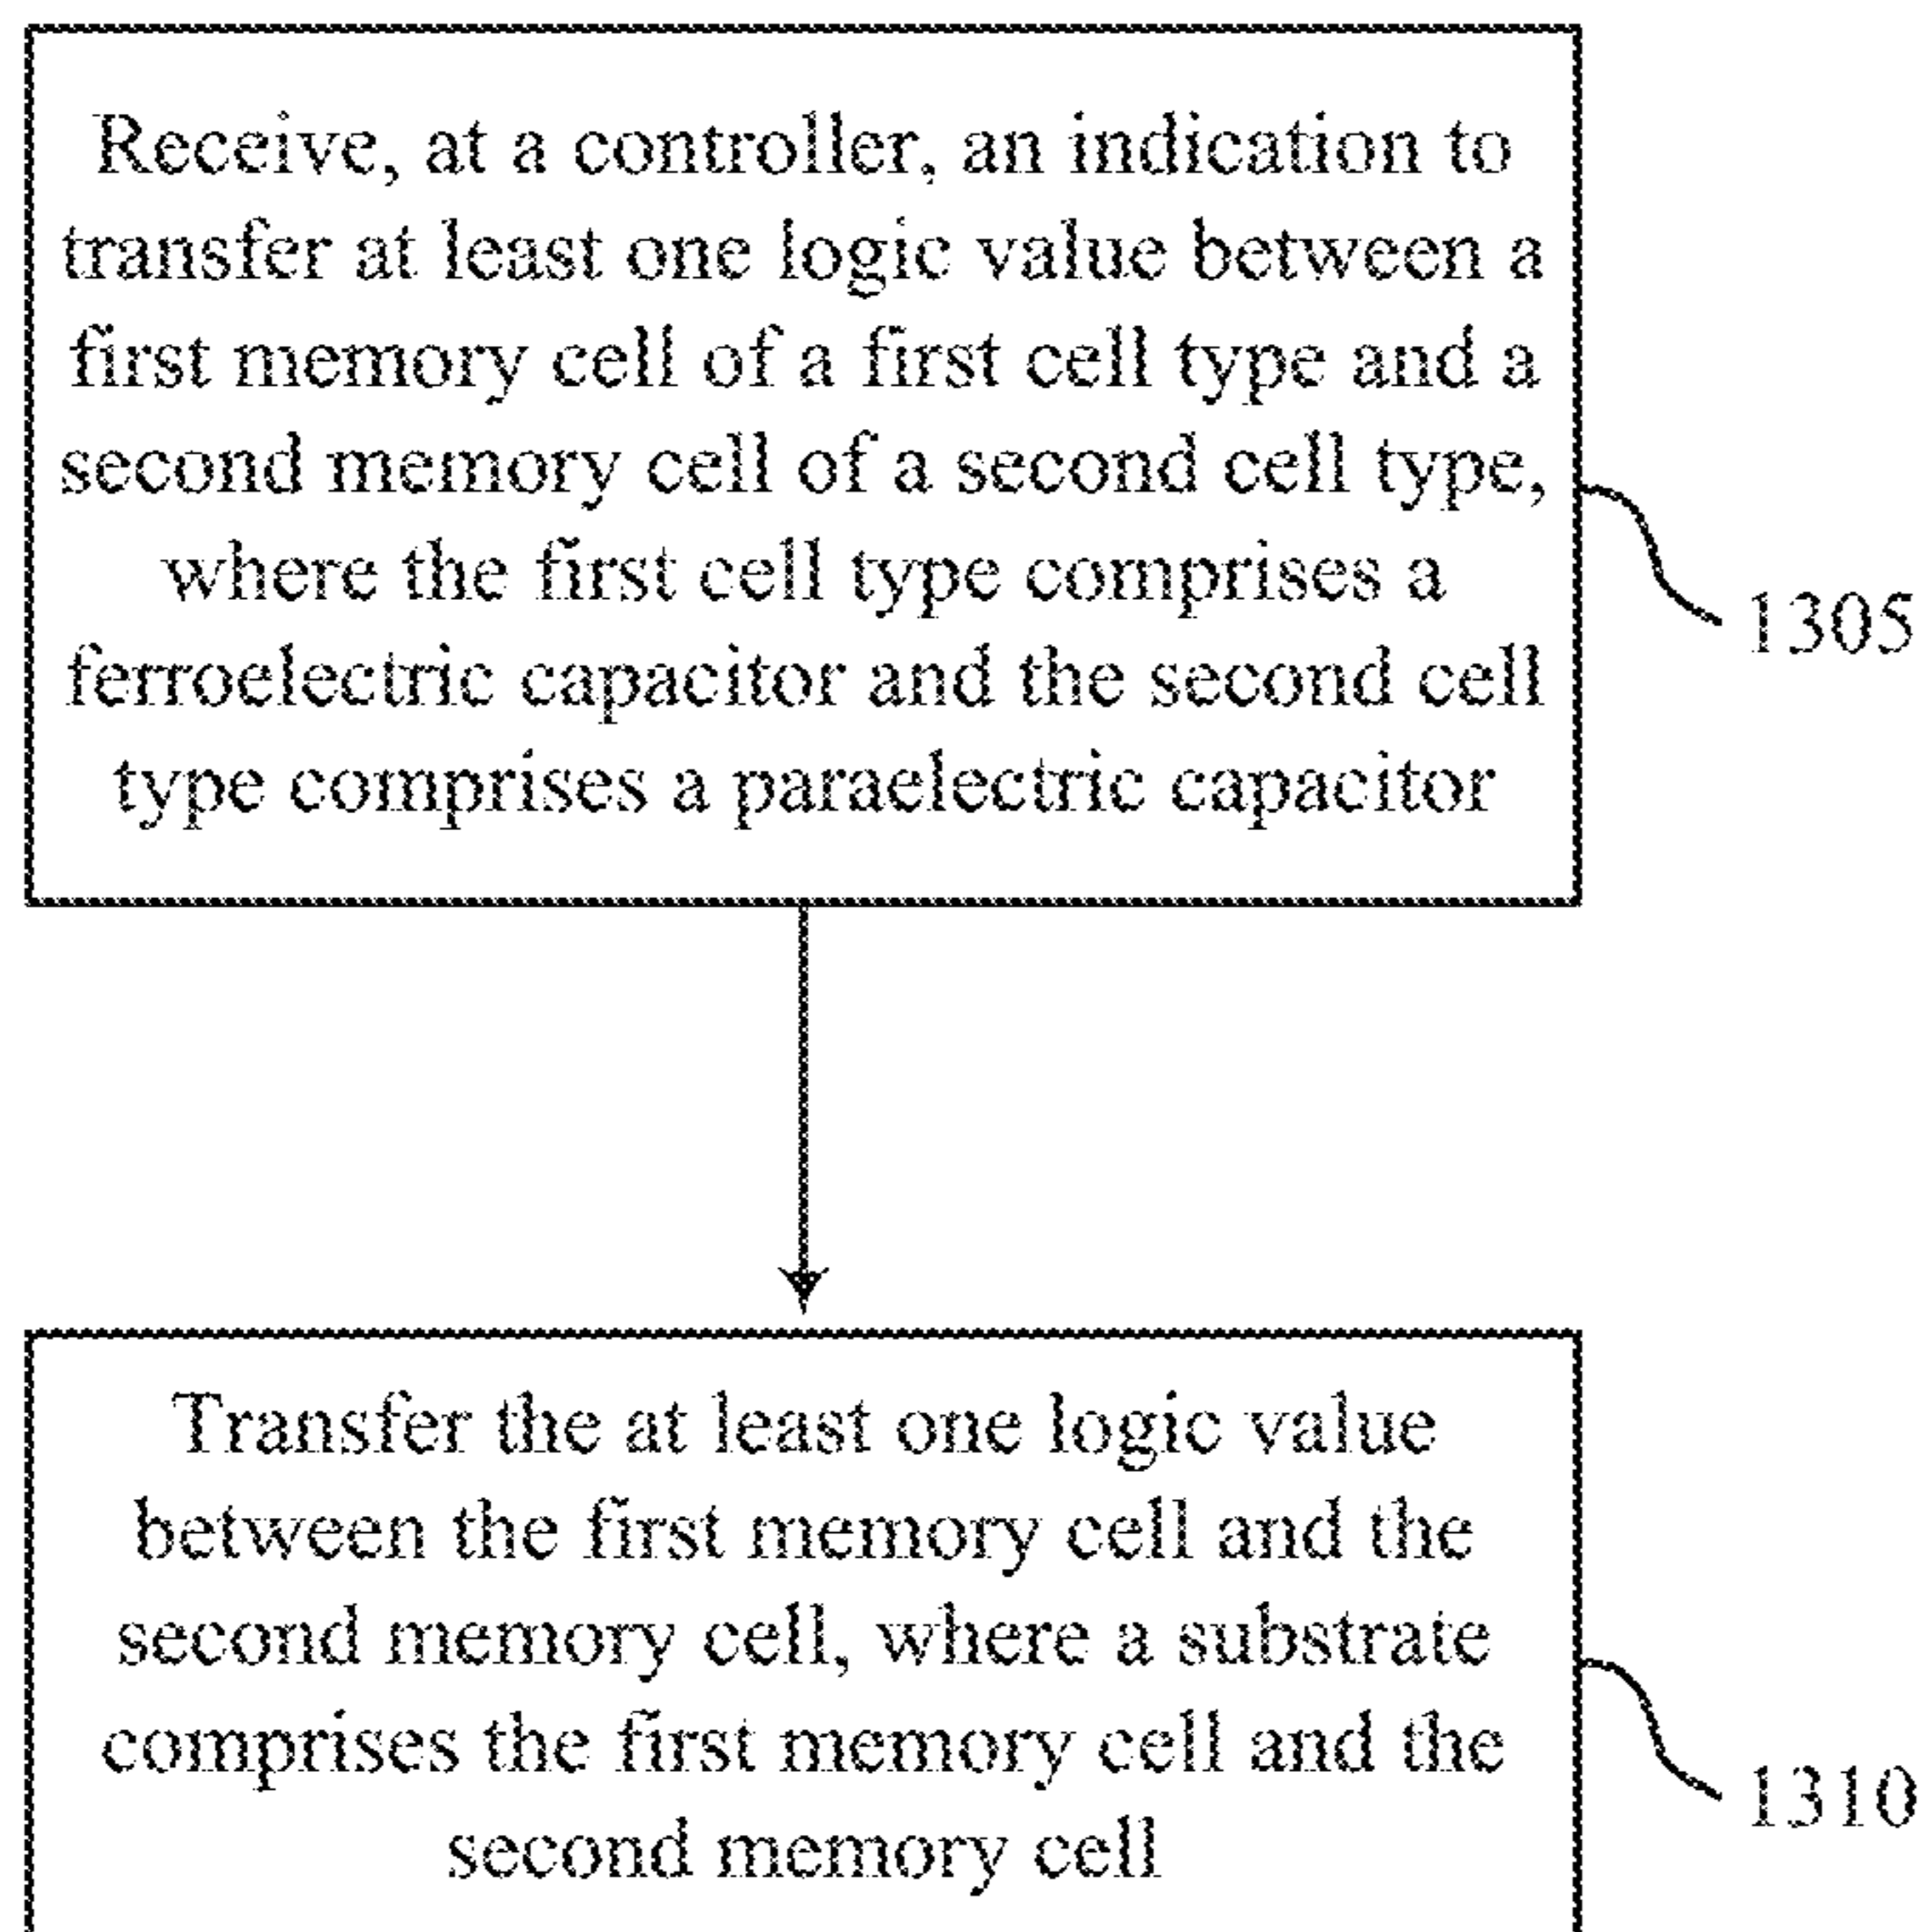 Receive, at a controller, an indication to
transfer at least one logic value between a
first memory cell of a first cell type and a
second memory cell of a second cell type,
where the first cell type comprises a
ferroelectric capacitor and the second cell
type comprises a paraelectric capacitor
1305
Transfer the at least one logic value
between the first memory cell and the
second memory cell, where a substrate
comprises the first memory cell and the
second memory cell
1310